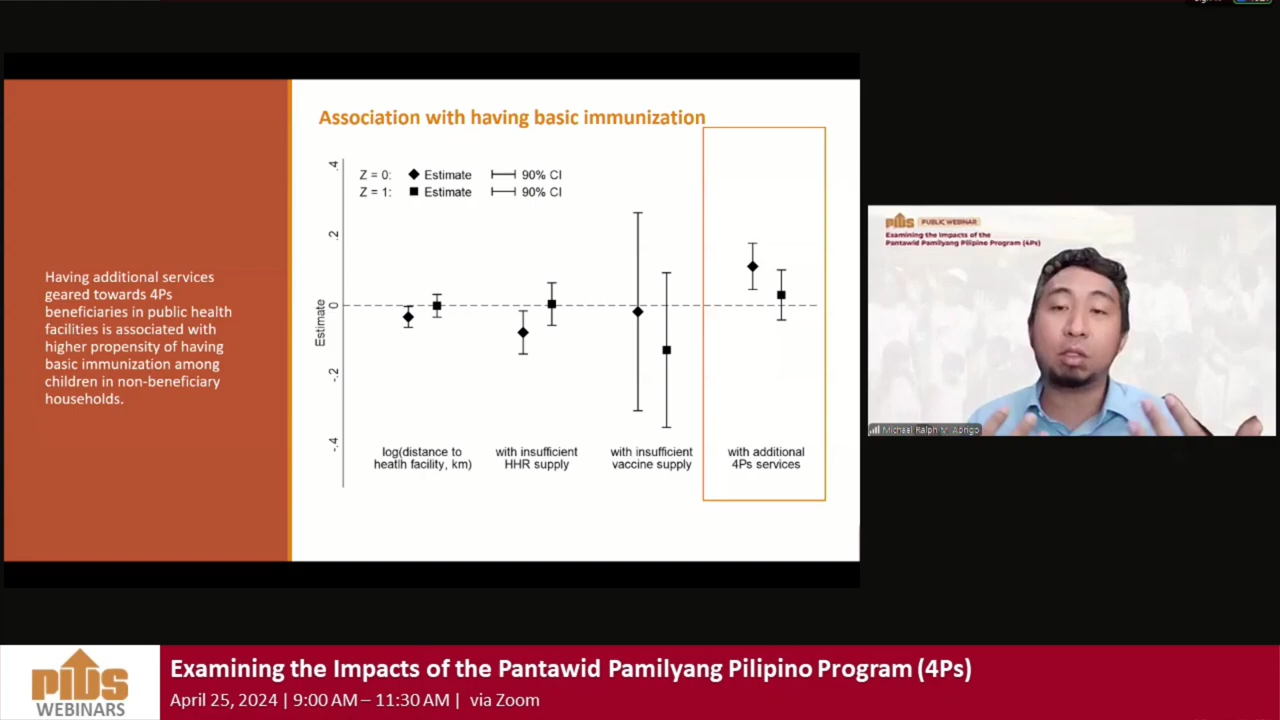 Association with having basic immunization
Having additional services
geared towards 4Ps
beneficiaries in public health
facilities is associated with
higher propensity of having
basic immunization among
children in non-beneficiary
households.
Z = 0: Estimate 90% CI
Z = 1: Estimate 90% CI
Estimate
.4
.2
0
-.2
-.4
log(distance to
heatlh facility, km)
with insufficient
HHR supply
with insufficient
vaccine supply
with additional
4Ps services
PIDS PUBLIC WEBINAR
Examining the Impacts of the
Pantawid Pamilyang Pilipino Program (4Ps)
Michael Ralph M. Abrigo
PIDS
WEBINARS
Examining the Impacts of the Pantawid Pamilyang Pilipino Program (4Ps)
April 25, 2024 | 9:00 AM – 11:30 AM | via Zoom